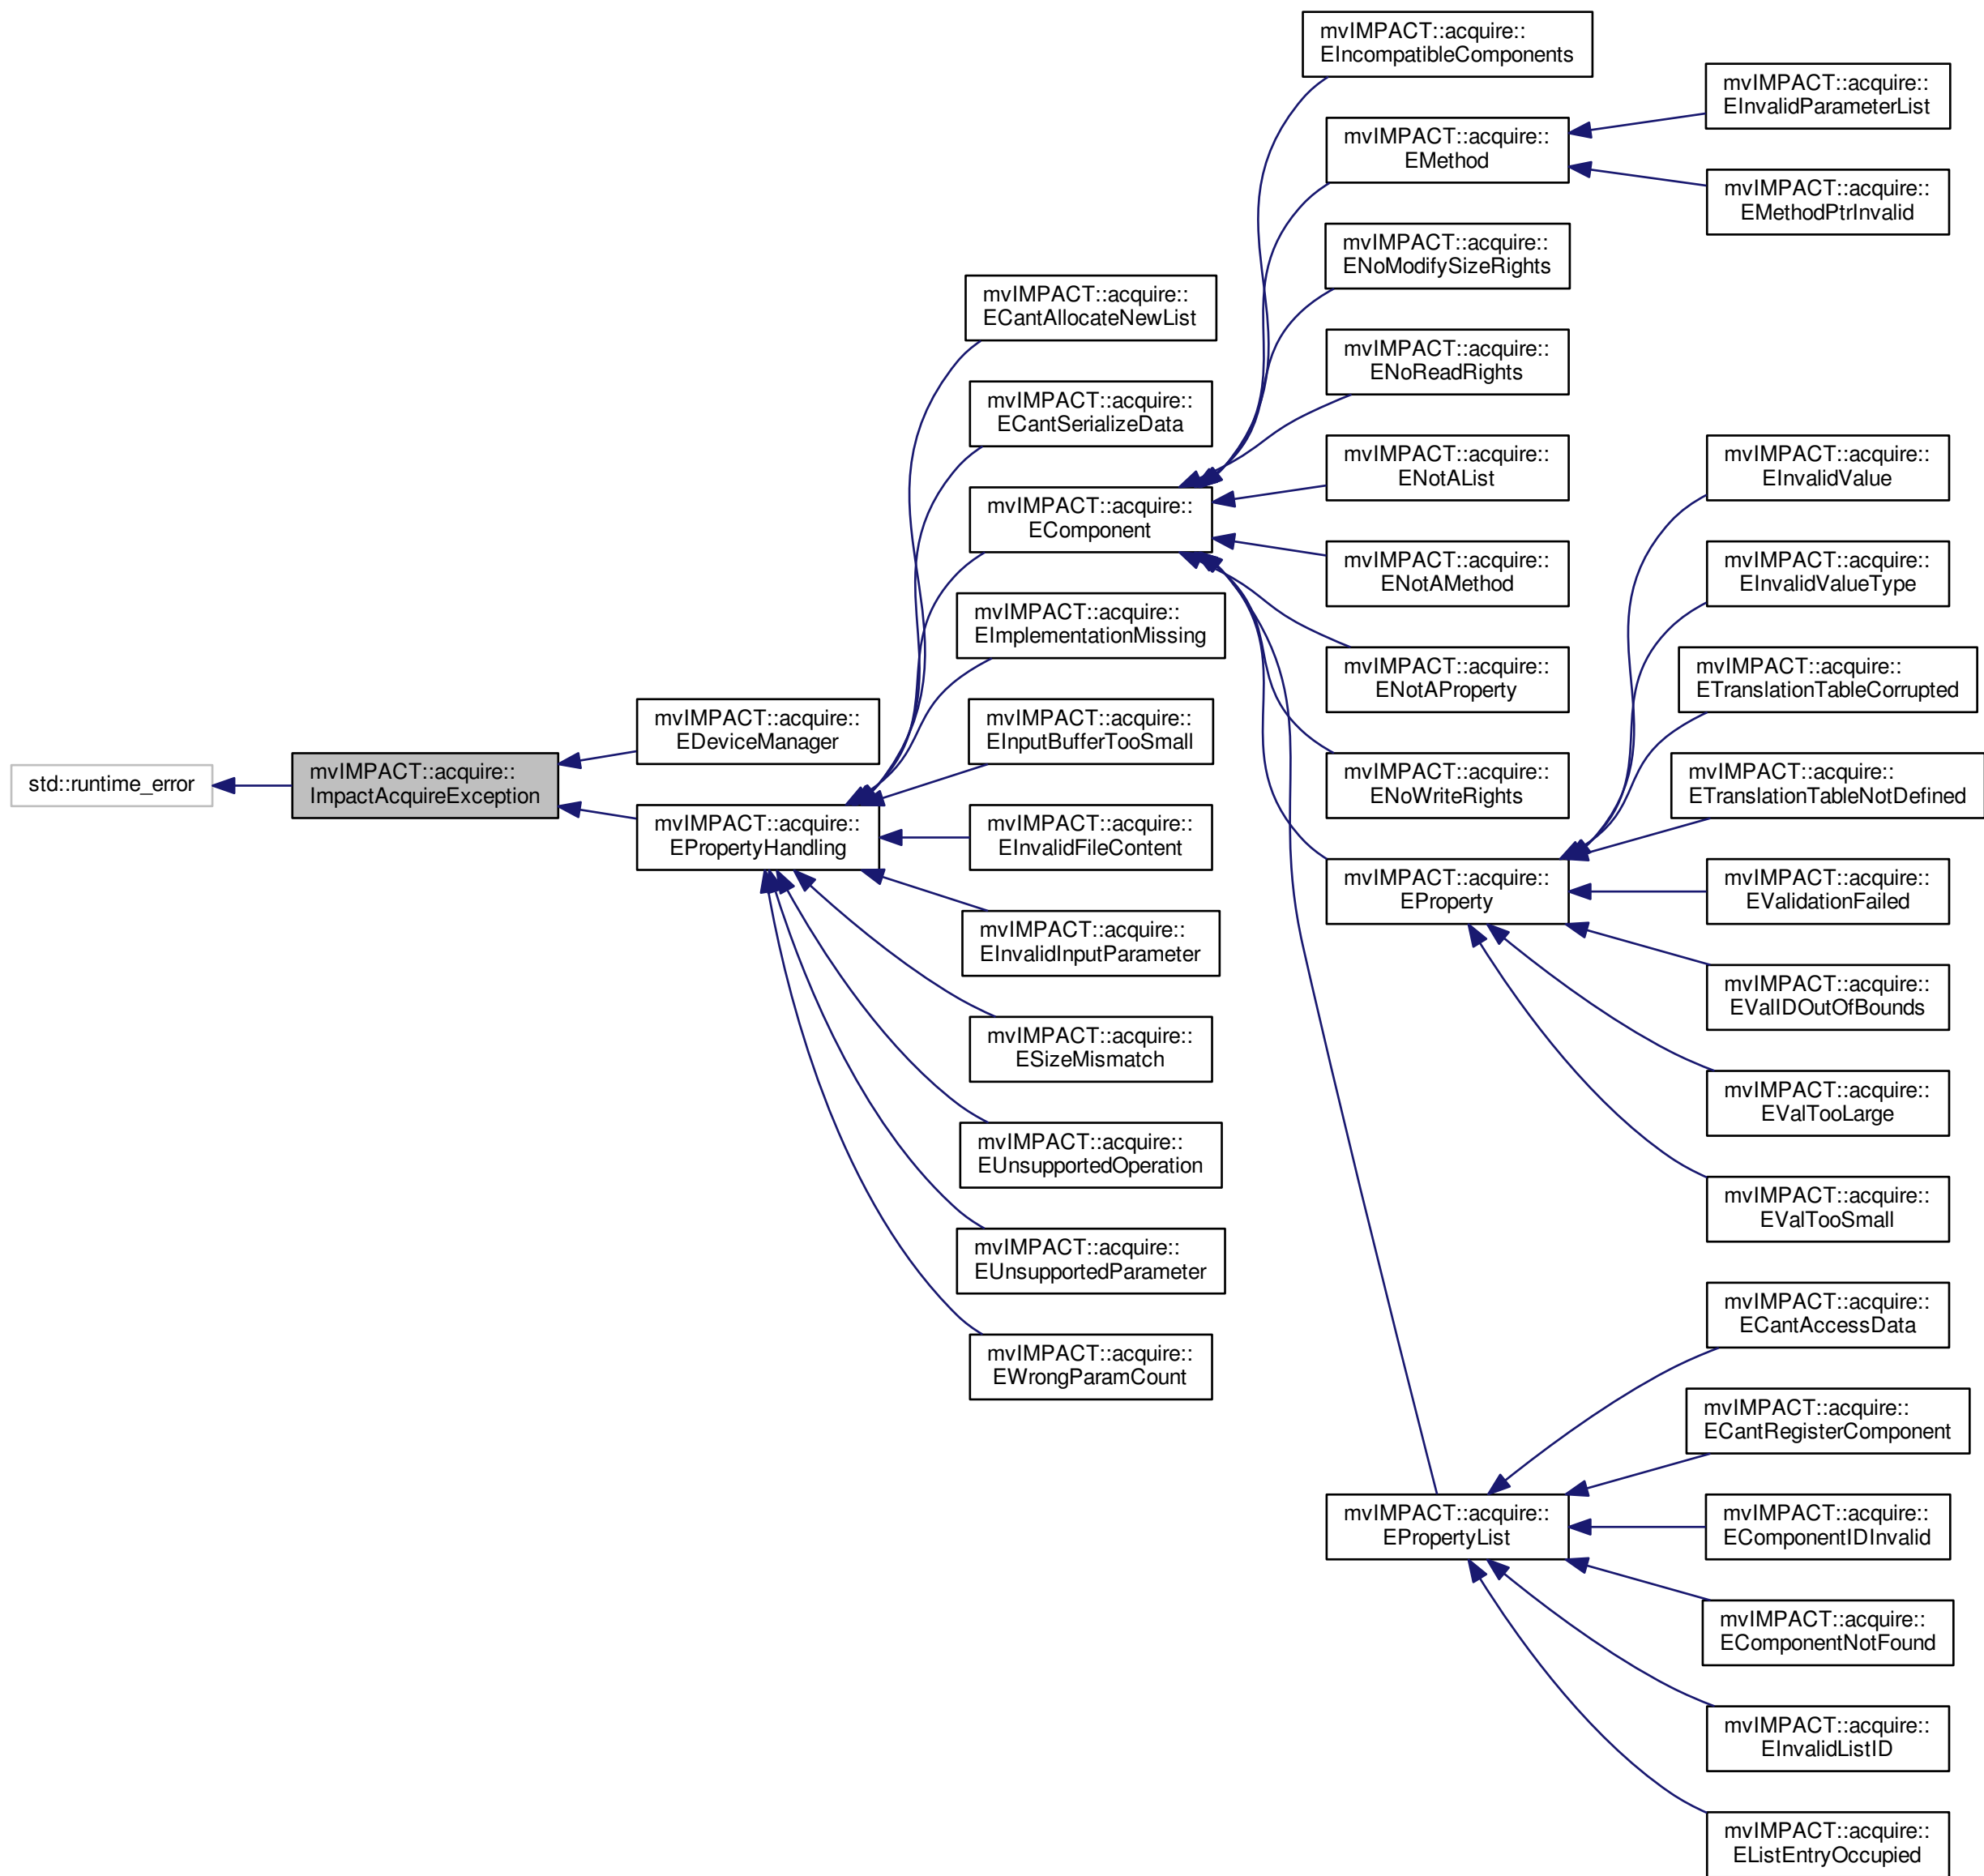 std::runtime_error
mvIMPACT::acquire::
ImpactAcquireException
mvIMPACT::acquire::
EDeviceManager
mvIMPACT::acquire::
EPropertyHandling
mvIMPACT::acquire::
ECantAllocateNewList
mvIMPACT::acquire::
ECantSerializeData
mvIMPACT::acquire::
EComponent
mvIMPACT::acquire::
EImplementationMissing
mvIMPACT::acquire::
EInputBufferTooSmall
mvIMPACT::acquire::
EInvalidFileContent
mvIMPACT::acquire::
EInvalidInputParameter
mvIMPACT::acquire::
ESizeMismatch
mvIMPACT::acquire::
EUnsupportedOperation
mvIMPACT::acquire::
EUnsupportedParameter
mvIMPACT::acquire::
EWrongParamCount
mvIMPACT::acquire::
EIncompatibleComponents
mvIMPACT::acquire::
EMethod
mvIMPACT::acquire::
ENoModifySizeRights
mvIMPACT::acquire::
ENoReadRights
mvIMPACT::acquire::
ENotAList
mvIMPACT::acquire::
ENotAMethod
mvIMPACT::acquire::
ENotAProperty
mvIMPACT::acquire::
ENoWriteRights
mvIMPACT::acquire::
EProperty
mvIMPACT::acquire::
EPropertyList
mvIMPACT::acquire::
EInvalidParameterList
mvIMPACT::acquire::
EMethodPtrInvalid
mvIMPACT::acquire::
EInvalidValue
mvIMPACT::acquire::
EInvalidValueType
mvIMPACT::acquire::
ETranslationTableCorrupted
mvIMPACT::acquire::
ETranslationTableNotDefined
mvIMPACT::acquire::
EValidationFailed
mvIMPACT::acquire::
EValIDOutOfBounds
mvIMPACT::acquire::
EValTooLarge
mvIMPACT::acquire::
EValTooSmall
mvIMPACT::acquire::
ECantAccessData
mvIMPACT::acquire::
ECantRegisterComponent
mvIMPACT::acquire::
EComponentIDInvalid
mvIMPACT::acquire::
EComponentNotFound
mvIMPACT::acquire::
EInvalidListID
mvIMPACT::acquire::
EListEntryOccupied